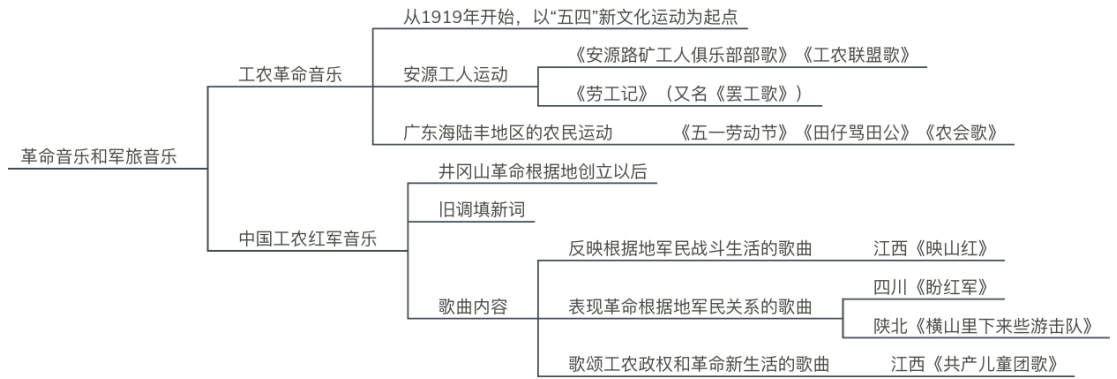 革命音乐和军旅音乐
工农革命音乐
从1919年开始，以“五四”新文化运动为起点
安源工人运动
《安源路矿工人俱乐部部歌》《工农联盟歌》
《劳工记》（又名《罢工歌》）
广东海陆丰地区的农民运动
《五一劳动节》《田仔骂田公》《农会歌》
中国工农红军音乐
井冈山革命根据地创立以后
旧调填新词
歌曲内容
反映根据地军民战斗生活的歌曲
江西《映山红》
表现革命根据地军民关系的歌曲
四川《盼红军》
陕北《横山里下来些游击队》
歌颂工农政权和革命新生活的歌曲
江西《共产儿童团歌》